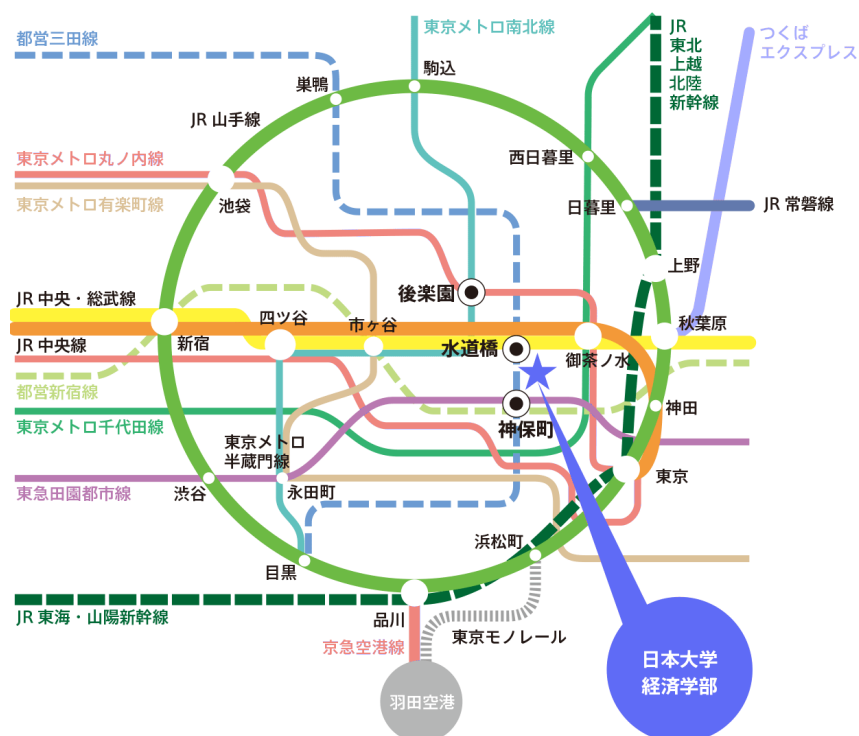 都営三田線
東京メトロ南北線
JR
東北
上越
北陸
新幹線
つくば
エクスプレス
駒込
巣鴨
JR 山手線
西日暮里
東京メトロ丸ノ内線
東京メトロ有楽町線
池袋
日暮里
JR 常磐線
上野
後楽園
JR 中央・総武線
四ツ谷
市ヶ谷
秋葉原
新宿
水道橋
御茶ノ水
JR 中央線
都営新宿線
神田
東京メトロ千代田線
神保町
東京メトロ
半蔵門線
東京
東急田園都市線
渋谷
永田町
浜松町
目黒
JR 東海・山陽新幹線
品川
東京モノレール
京急空港線
日本大学
経済学部
羽田空港